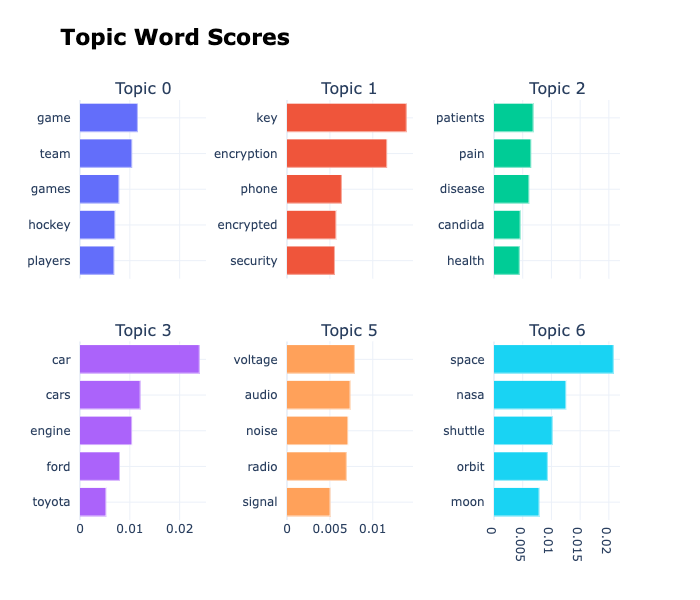 Topic Word Scores
Topic 0
game
team
games
hockey
players
Topic 1
key
encryption
phone
encrypted
security
Topic 2
patients
pain
disease
candida
health
Topic 3
car
cars
engine
ford
toyota
0 0.01 0.02
Topic 5
voltage
audio
noise
radio
signal
0 0.005 0.01
Topic 6
space
nasa
shuttle
orbit
moon
0 0.005 0.01 0.015 0.02